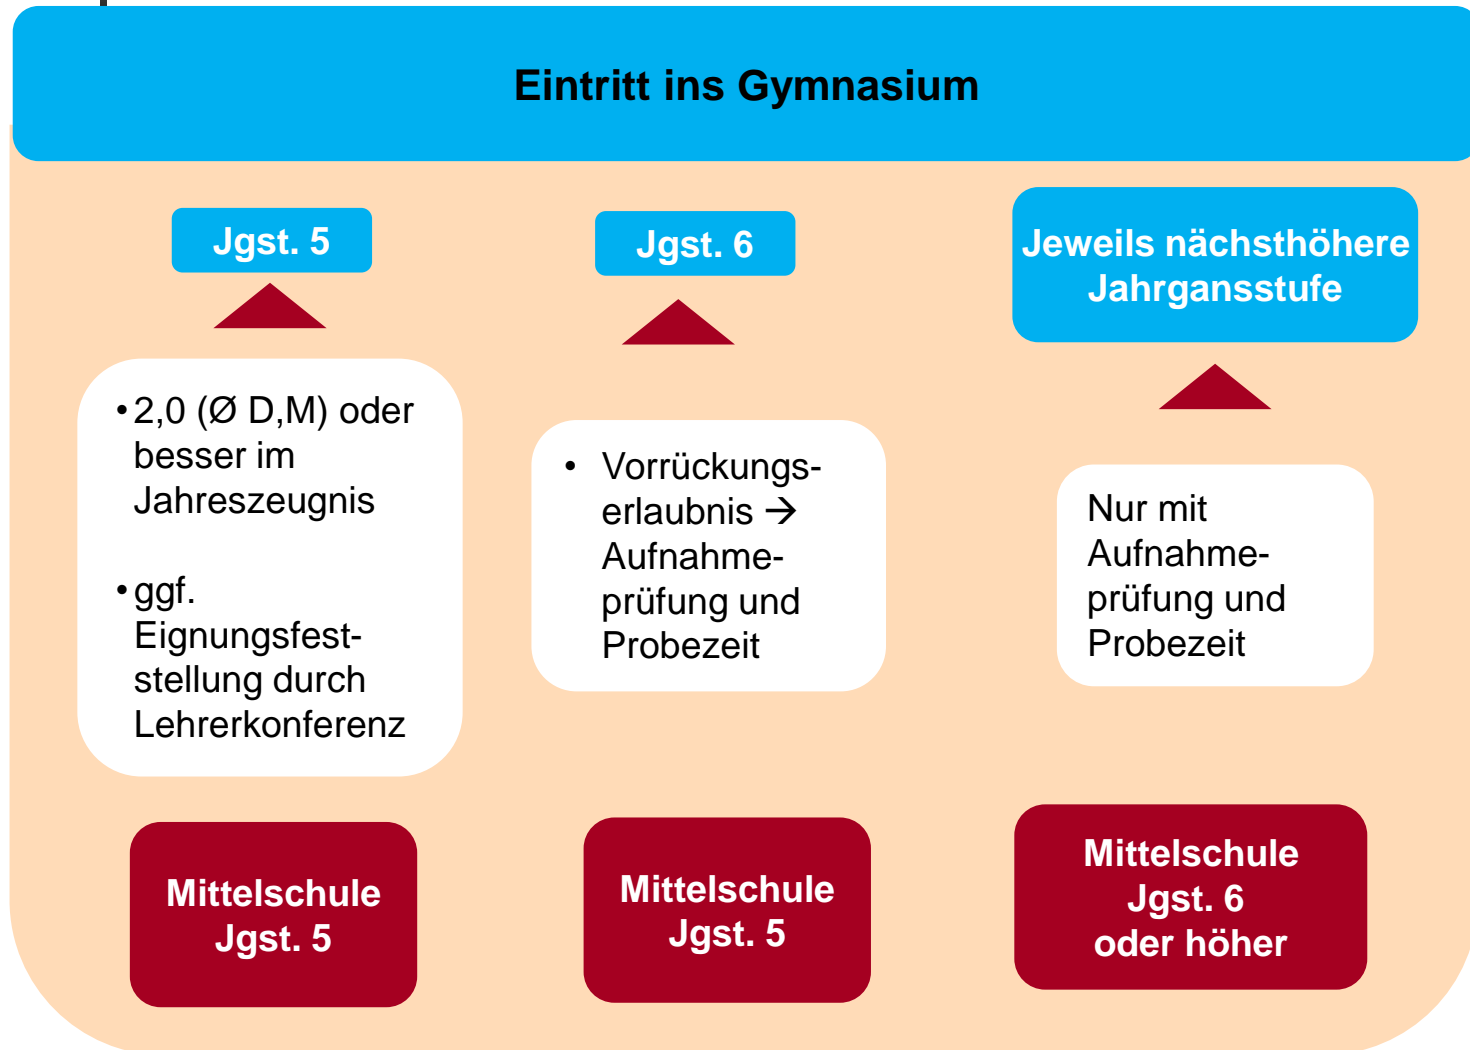 Eintritt ins Gymnasium
Jgst. 5
• 2,0 (Ø D,M) oder
besser im
Jahreszeugnis
• ggf.
Eignungsfest-
stellung durch
Lehrerkonferenz
Mittelschule
Jgst. 5
Jgst. 6
• Vorrückungs-
erlaubnis →
Aufnahme-
prüfung und
Probezeit
Mittelschule
Jgst. 5
Jeweils nächsthöhere
Jahrgansstufe
Nur mit
Aufnahme-
prüfung und
Probezeit
Mittelschule
Jgst. 6
oder höher